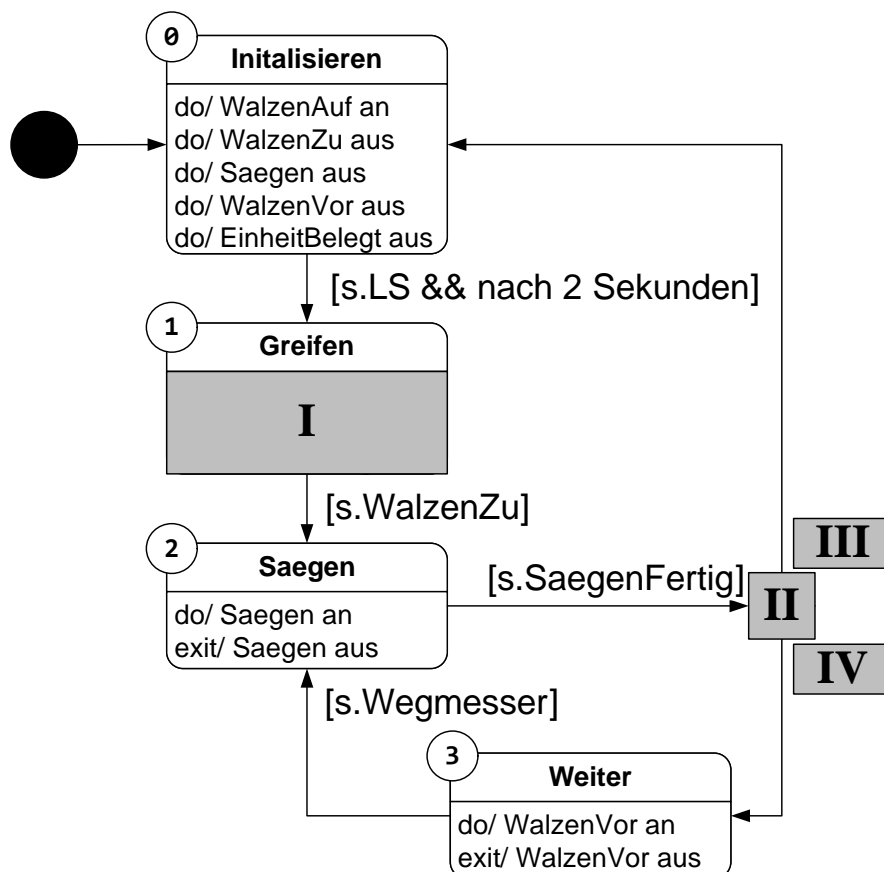 0
Initalisieren
do/ WalzenAuf an
do/ WalzenZu aus
do/ Saegen aus
do/ WalzenVor aus
do/ EinheitBelegt aus
[s.LS && nach 2 Sekunden]
1
Greifen
I
[s.WalzenZu]
2
Saegen
do/ Saegen an
exit/ Saegen aus
[s.SaegenFertig]
III
II
IV
[s.Wegmesser]
3
Weiter
do/ WalzenVor an
exit/ WalzenVor aus